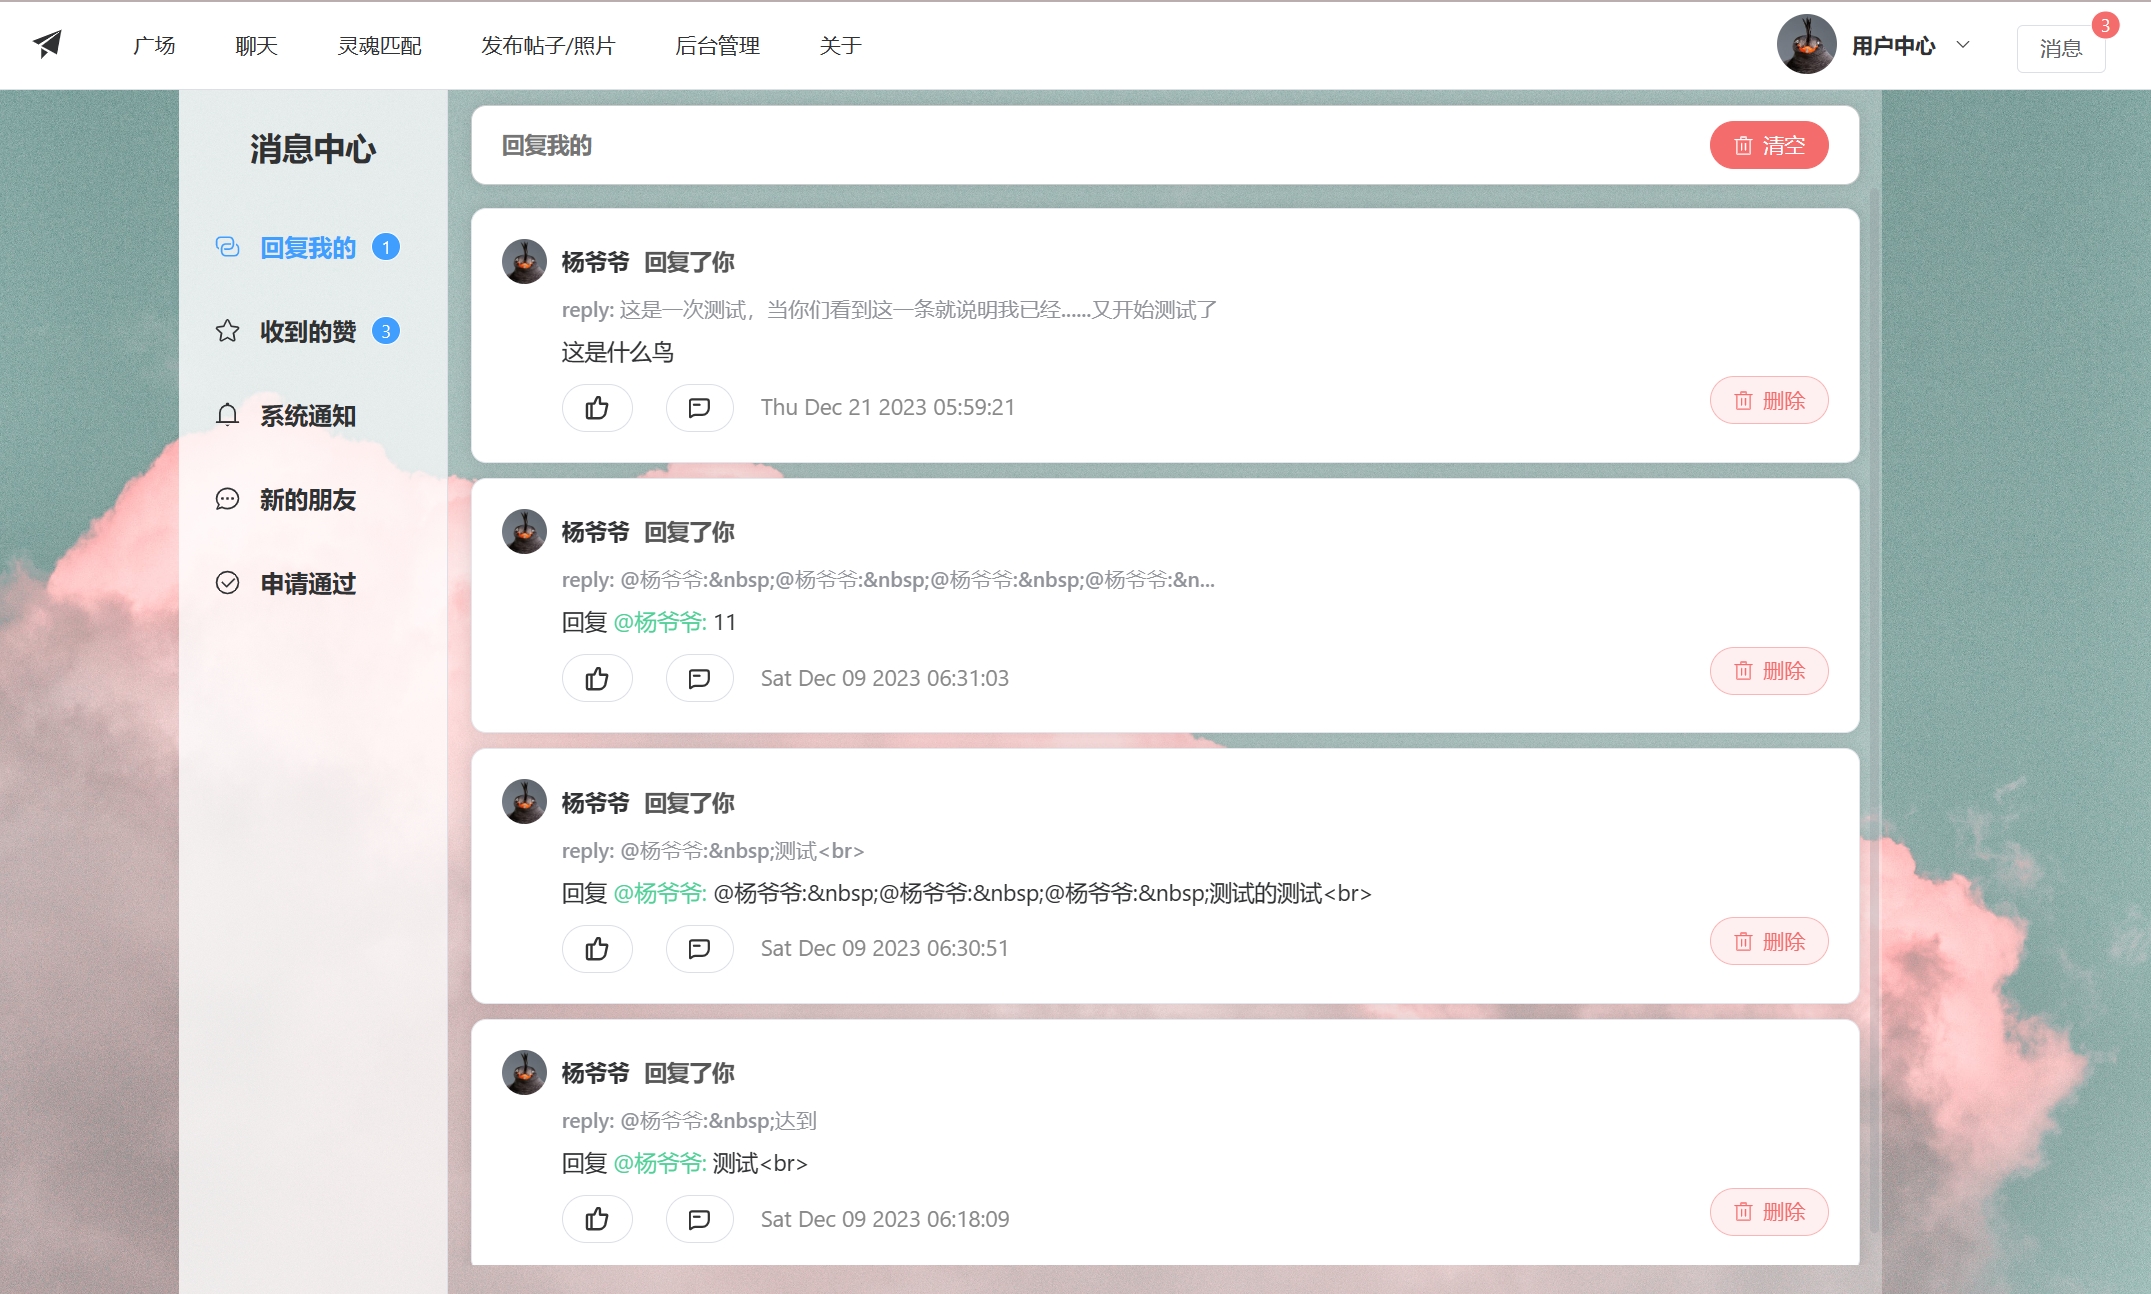 广场 聊天 灵魂匹配 发布帖子/照片 后台管理 关于 用户中心 消息 3
消息中心
回复我的 1
收到的赞 3
系统通知
新的朋友
申请通过
回复我的 清空
杨爷爷 回复了你
reply: 这是一次测试，当你们看到这一条就说明我已经......又开始测试了
这是什么鸟
Thu Dec 21 2023 05:59:21 删除
杨爷爷 回复了你
reply: @杨爷爷:&nbsp;@杨爷爷:&nbsp;@杨爷爷:&nbsp;@杨爷爷:&n...
回复 @杨爷爷: 11
Sat Dec 09 2023 06:31:03 删除
杨爷爷 回复了你
reply: @杨爷爷:&nbsp;测试<br>
回复 @杨爷爷: @杨爷爷:&nbsp;@杨爷爷:&nbsp;@杨爷爷:&nbsp;测试的测试<br>
Sat Dec 09 2023 06:30:51 删除
杨爷爷 回复了你
reply: @杨爷爷:&nbsp;达到
回复 @杨爷爷: 测试<br>
Sat Dec 09 2023 06:18:09 删除